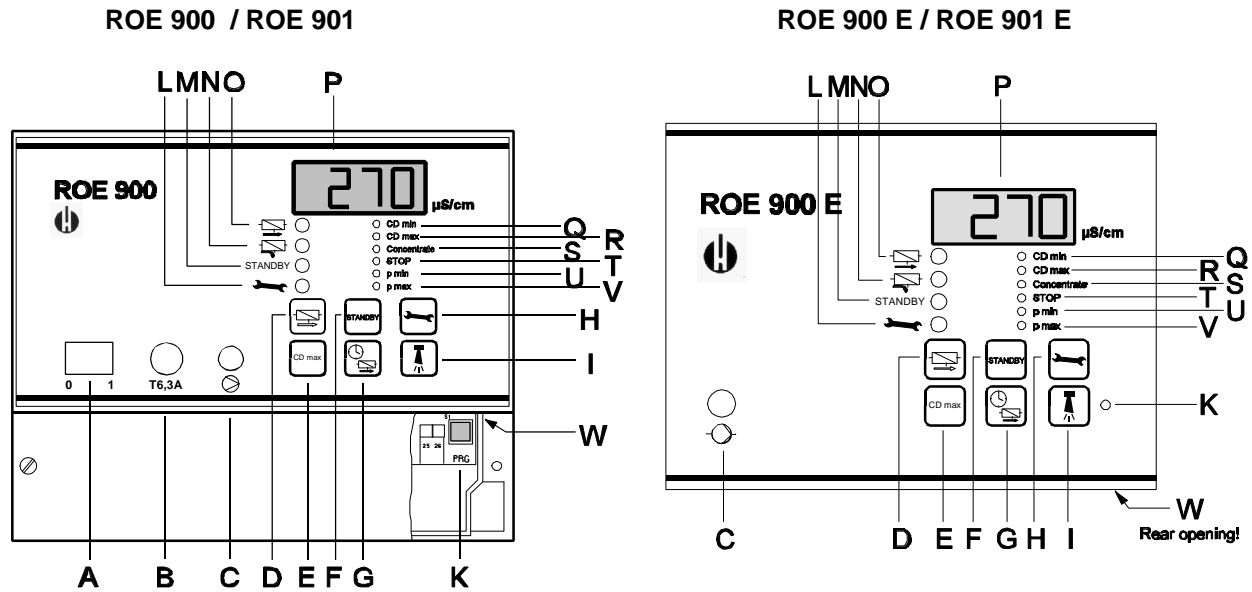 ROE 900 / ROE 901
ROE 900 E / ROE 901 E
L M N O P
ROE 900
270
µS/cm
CD min
CD max
Concentrate
STOP
p min
p max
STANDBY
Q
R
S
T
U
V
STANDBY
H
CD max
I
0 1
T6,3A
S1
25 26
PRG
W
A B C D E F G K
L M N O P
ROE 900 E
270
µS/cm
CD min
CD max
Concentrate
STOP
p min
p max
STANDBY
Q
R
S
T
U
V
STANDBY
CD max
K
C D E F G H I
W
Rear opening!